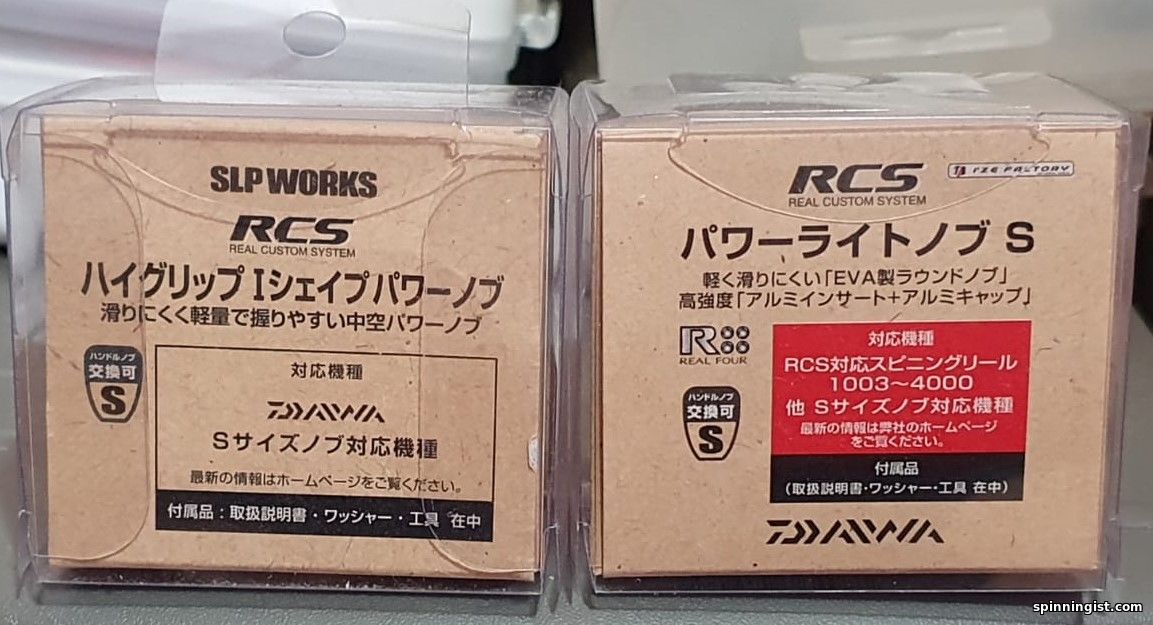 SLP WORKS
RCS
REAL CUSTOM SYSTEM
ハイグリップ Iシェイプパワーノブ
滑りにくく軽量で握りやすい中空パワーノブ
ハンドルノブ
交換可
S
対応機種
DAIWA
Sサイズノブ対応機種
最新の情報はホームページをご覧ください。
付属品：取扱説明書・ワッシャー・工具 在中
RCS
REAL CUSTOM SYSTEM
IZE FACTORY
パワーライトノブ S
軽く滑りにくい「EVA製ラウンドノブ」
高強度「アルミインサート+アルミキャップ」
R
REAL FOUR
ハンドルノブ
交換可
S
対応機種
RCS対応スピニングリール
1003～4000
他 Sサイズノブ対応機種
最新の情報は弊社のホームページ
をご覧ください。
付属品
（取扱説明書・ワッシャー・工具 在中）
DAIWA
spinningist.com